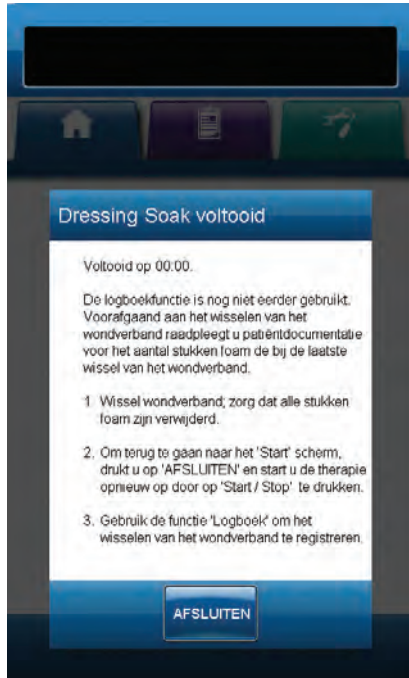 Dressing Soak voltooid
Voltooid op 00:00.
De logboekfunctie is nog niet eerder gebruikt.
Voorafgaand aan het wisselen van het
wondverband raadpleegt u patiëntdocumentatie
voor het aantal stukken foam de bij de laatste
wissel van het wondverband.
1 Wissel wondverband; zorg dat alle stukken
foam zijn verwijderd.
2. Om terug te gaan naar het 'Start' scherm,
drukt u op 'AFSLUITEN' en start u de therapie
opnieuw op door op 'Start / Stop' te drukken.
3. Gebruik de functie 'Logboek' om het
wisselen van het wondverband te registreren.
AFSLUITEN